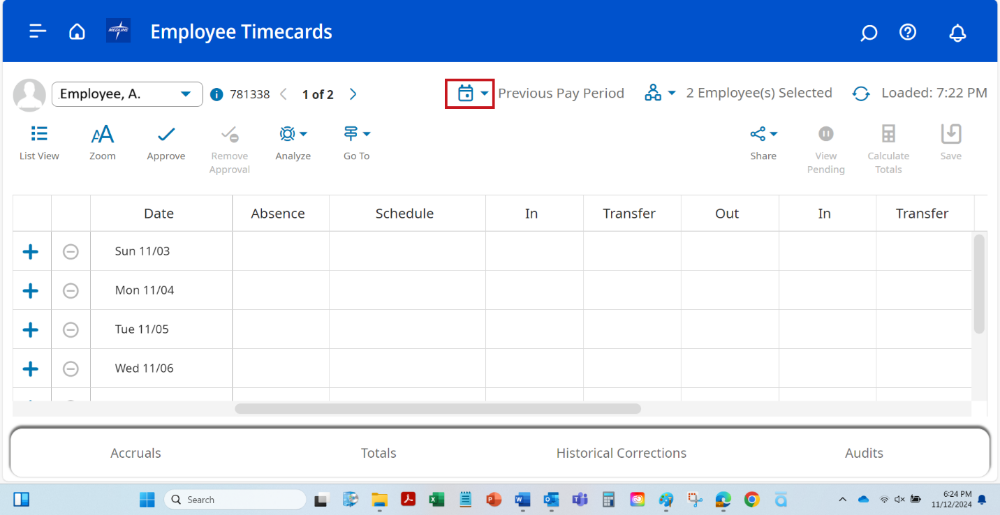 MEDLINE
Employee Timecards
Employee, A.
i 781338 1 of 2
Previous Pay Period
2 Employee(s) Selected
Loaded: 7:22 PM
List View
Zoom
Approve
Remove
Approval
Analyze
Go To
Share
View
Pending
Calculate
Totals
Save
Date Absence Schedule In Transfer Out In Transfer
Sun 11/03
Mon 11/04
Tue 11/05
Wed 11/06
Accruals Totals Historical Corrections Audits
Search
6:24 PM
11/12/2024